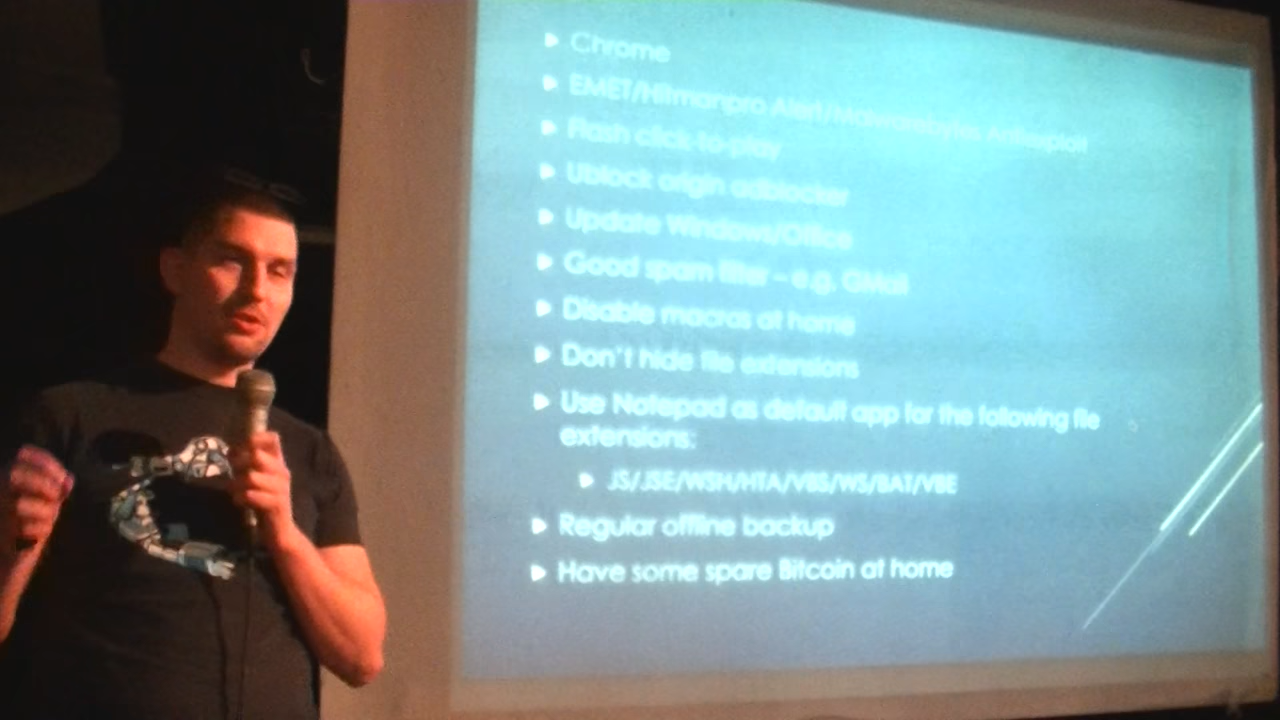 Chrome
EMET/Hitmanpro Alert/Malwarebytes Antiexploit
Flash click-to-play
Ublock origin adblocker
Update Windows/Office
Good spam filter – e.g. GMail
Disable macros at home
Don't hide file extensions
Use Notepad as default app for the following file
extensions:
JS/JSE/WSH/HTA/VBS/WS/BAT/VBE
Regular offline backup
Have some spare Bitcoin at home